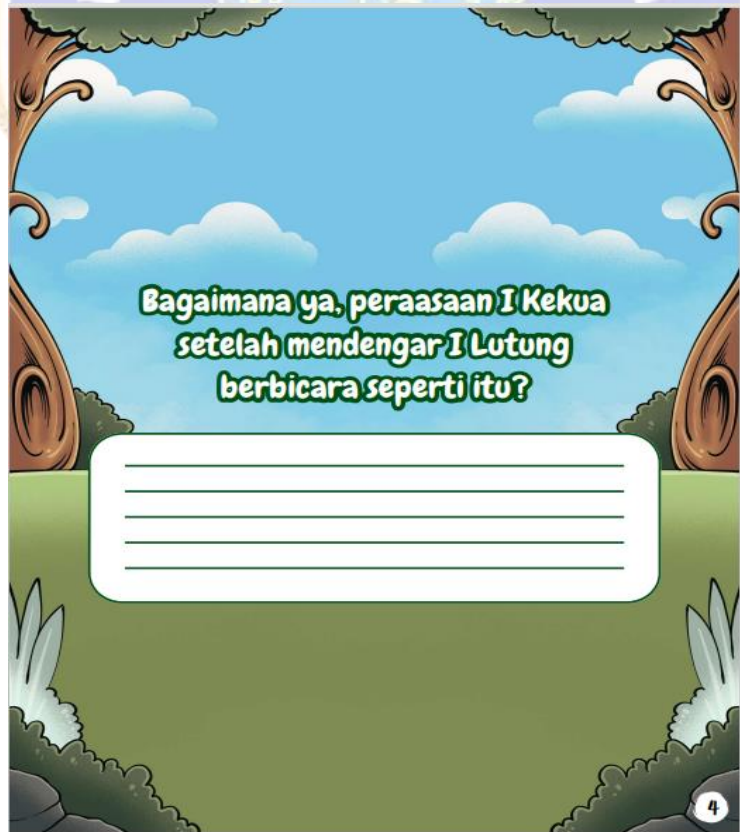 Bagaimana ya, peraasaan I Kekua
setelah mendengar I Lutung
berbicara seperti itu?
4